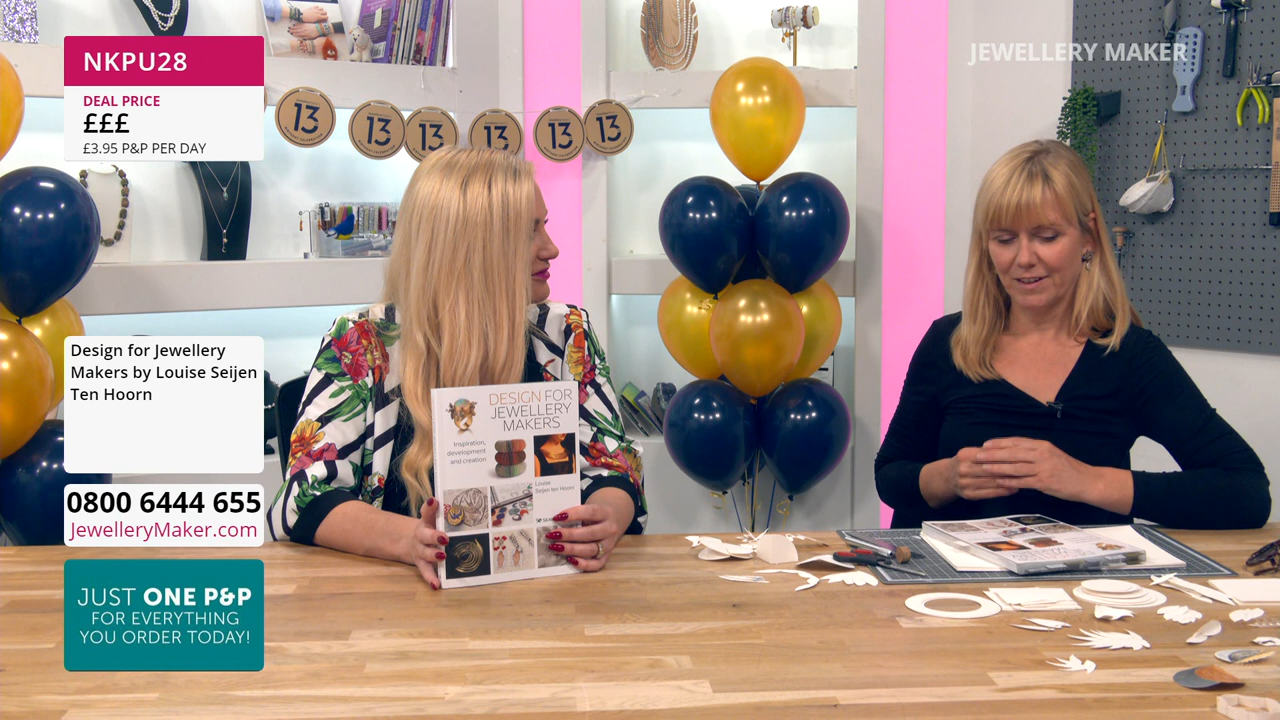 NKPU28
DEAL PRICE
£££
£3.95 P&P PER DAY
Design for Jewellery
Makers by Louise Seijen
Ten Hoorn
0800 6444 655
JewelleryMaker.com
JUST ONE P&P
FOR EVERYTHING
YOU ORDER TODAY!
JEWELLERY MAKER
13
13
13
13
13
13
DESIGN FOR
JEWELLERY
MAKERS
Inspiration,
development
and creation
Louise
Seijen ten Hoorn